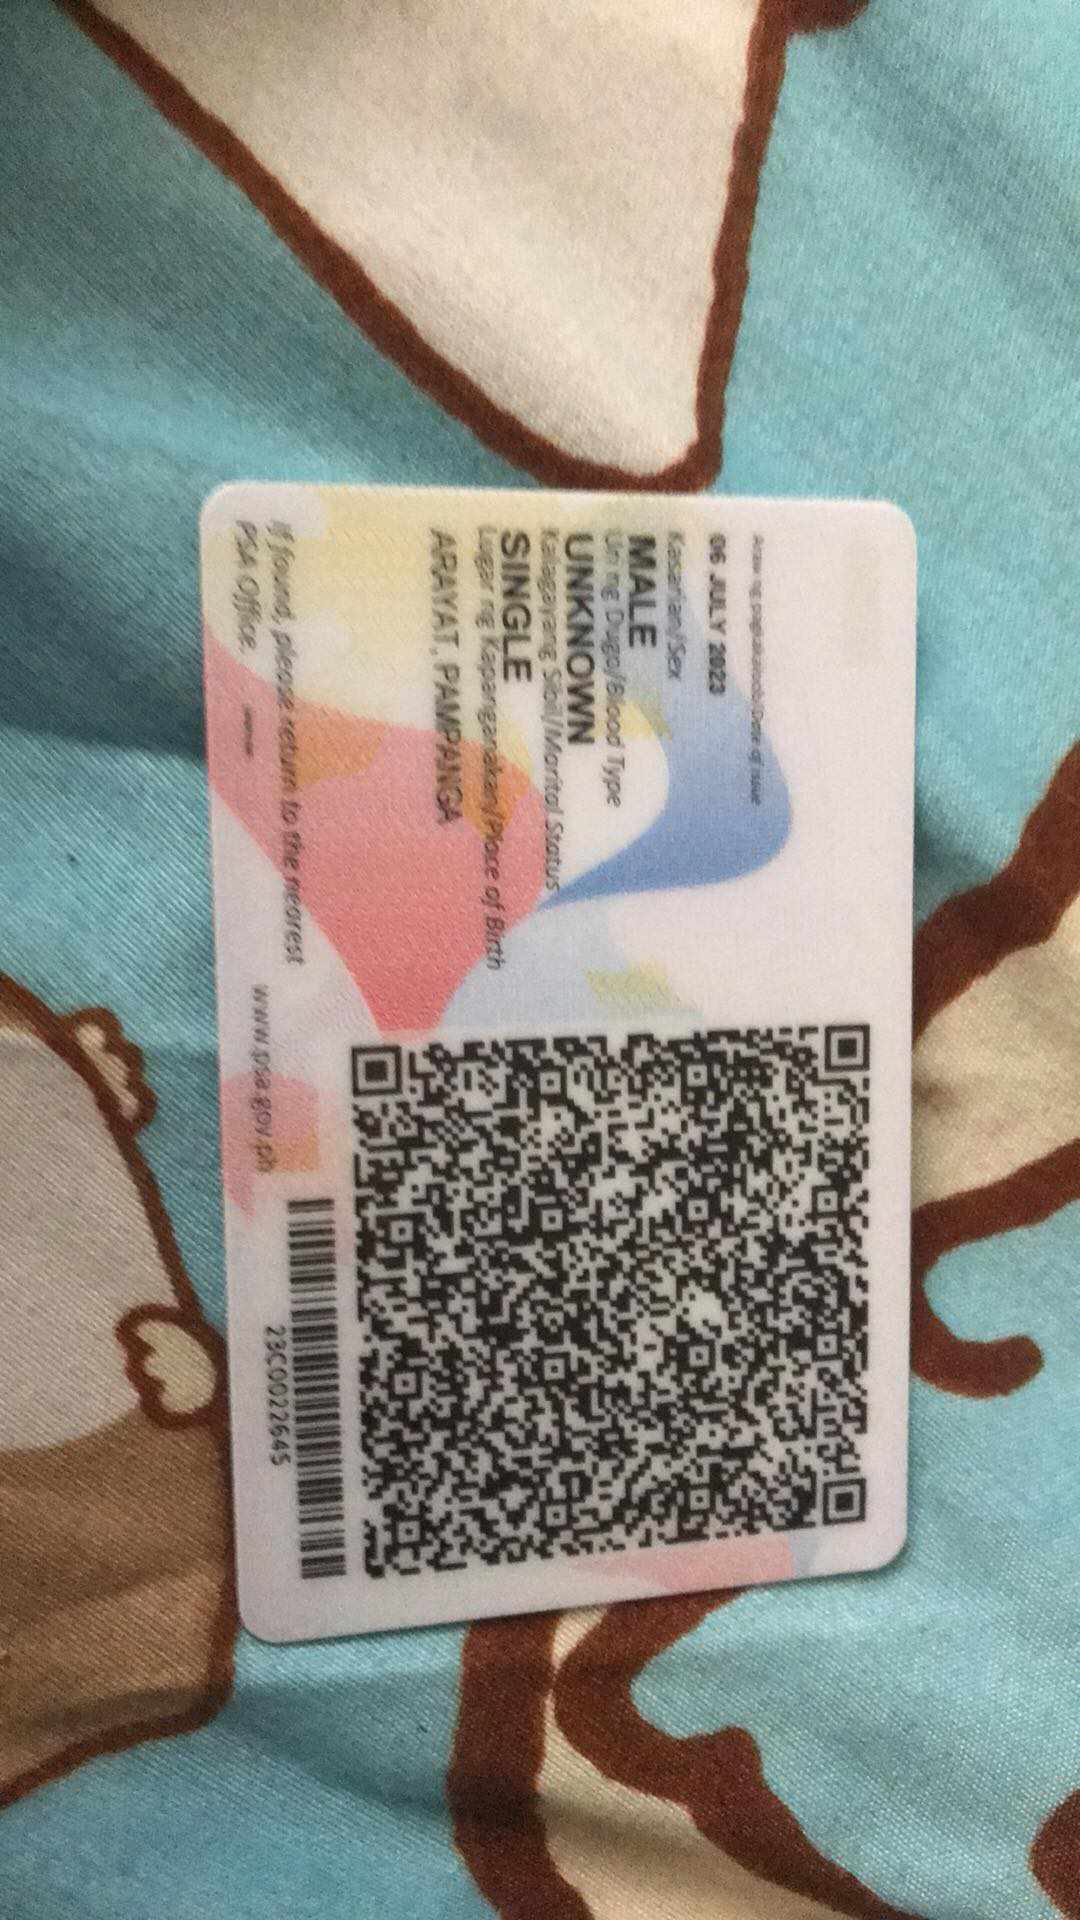 Araw ng pagkakaloob/Date of issue
06 JULY 2023
Kasarian/Sex
MALE
Uri ng Dugo/Blood Type
UNKNOWN
Kalagayang Sibil/Marital Status
SINGLE
Lugar ng Kapanganakan/Place of Birth
ARAYAT, PAMPANGA
If found, please return to the nearest
PSA Office.
www.psa.gov.ph
23C0022645